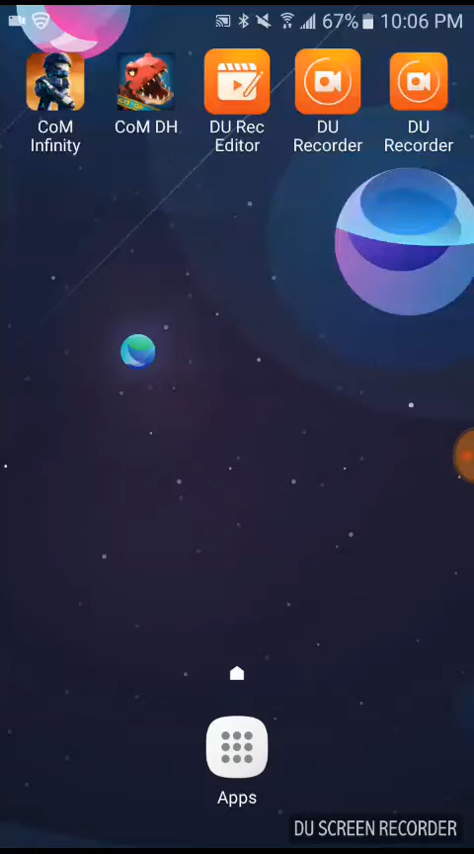 67% 10:06 PM
CoM
Infinity
CoM DH
DU Rec
Editor
DU
Recorder
DU
Recorder
Apps
DU SCREEN RECORDER